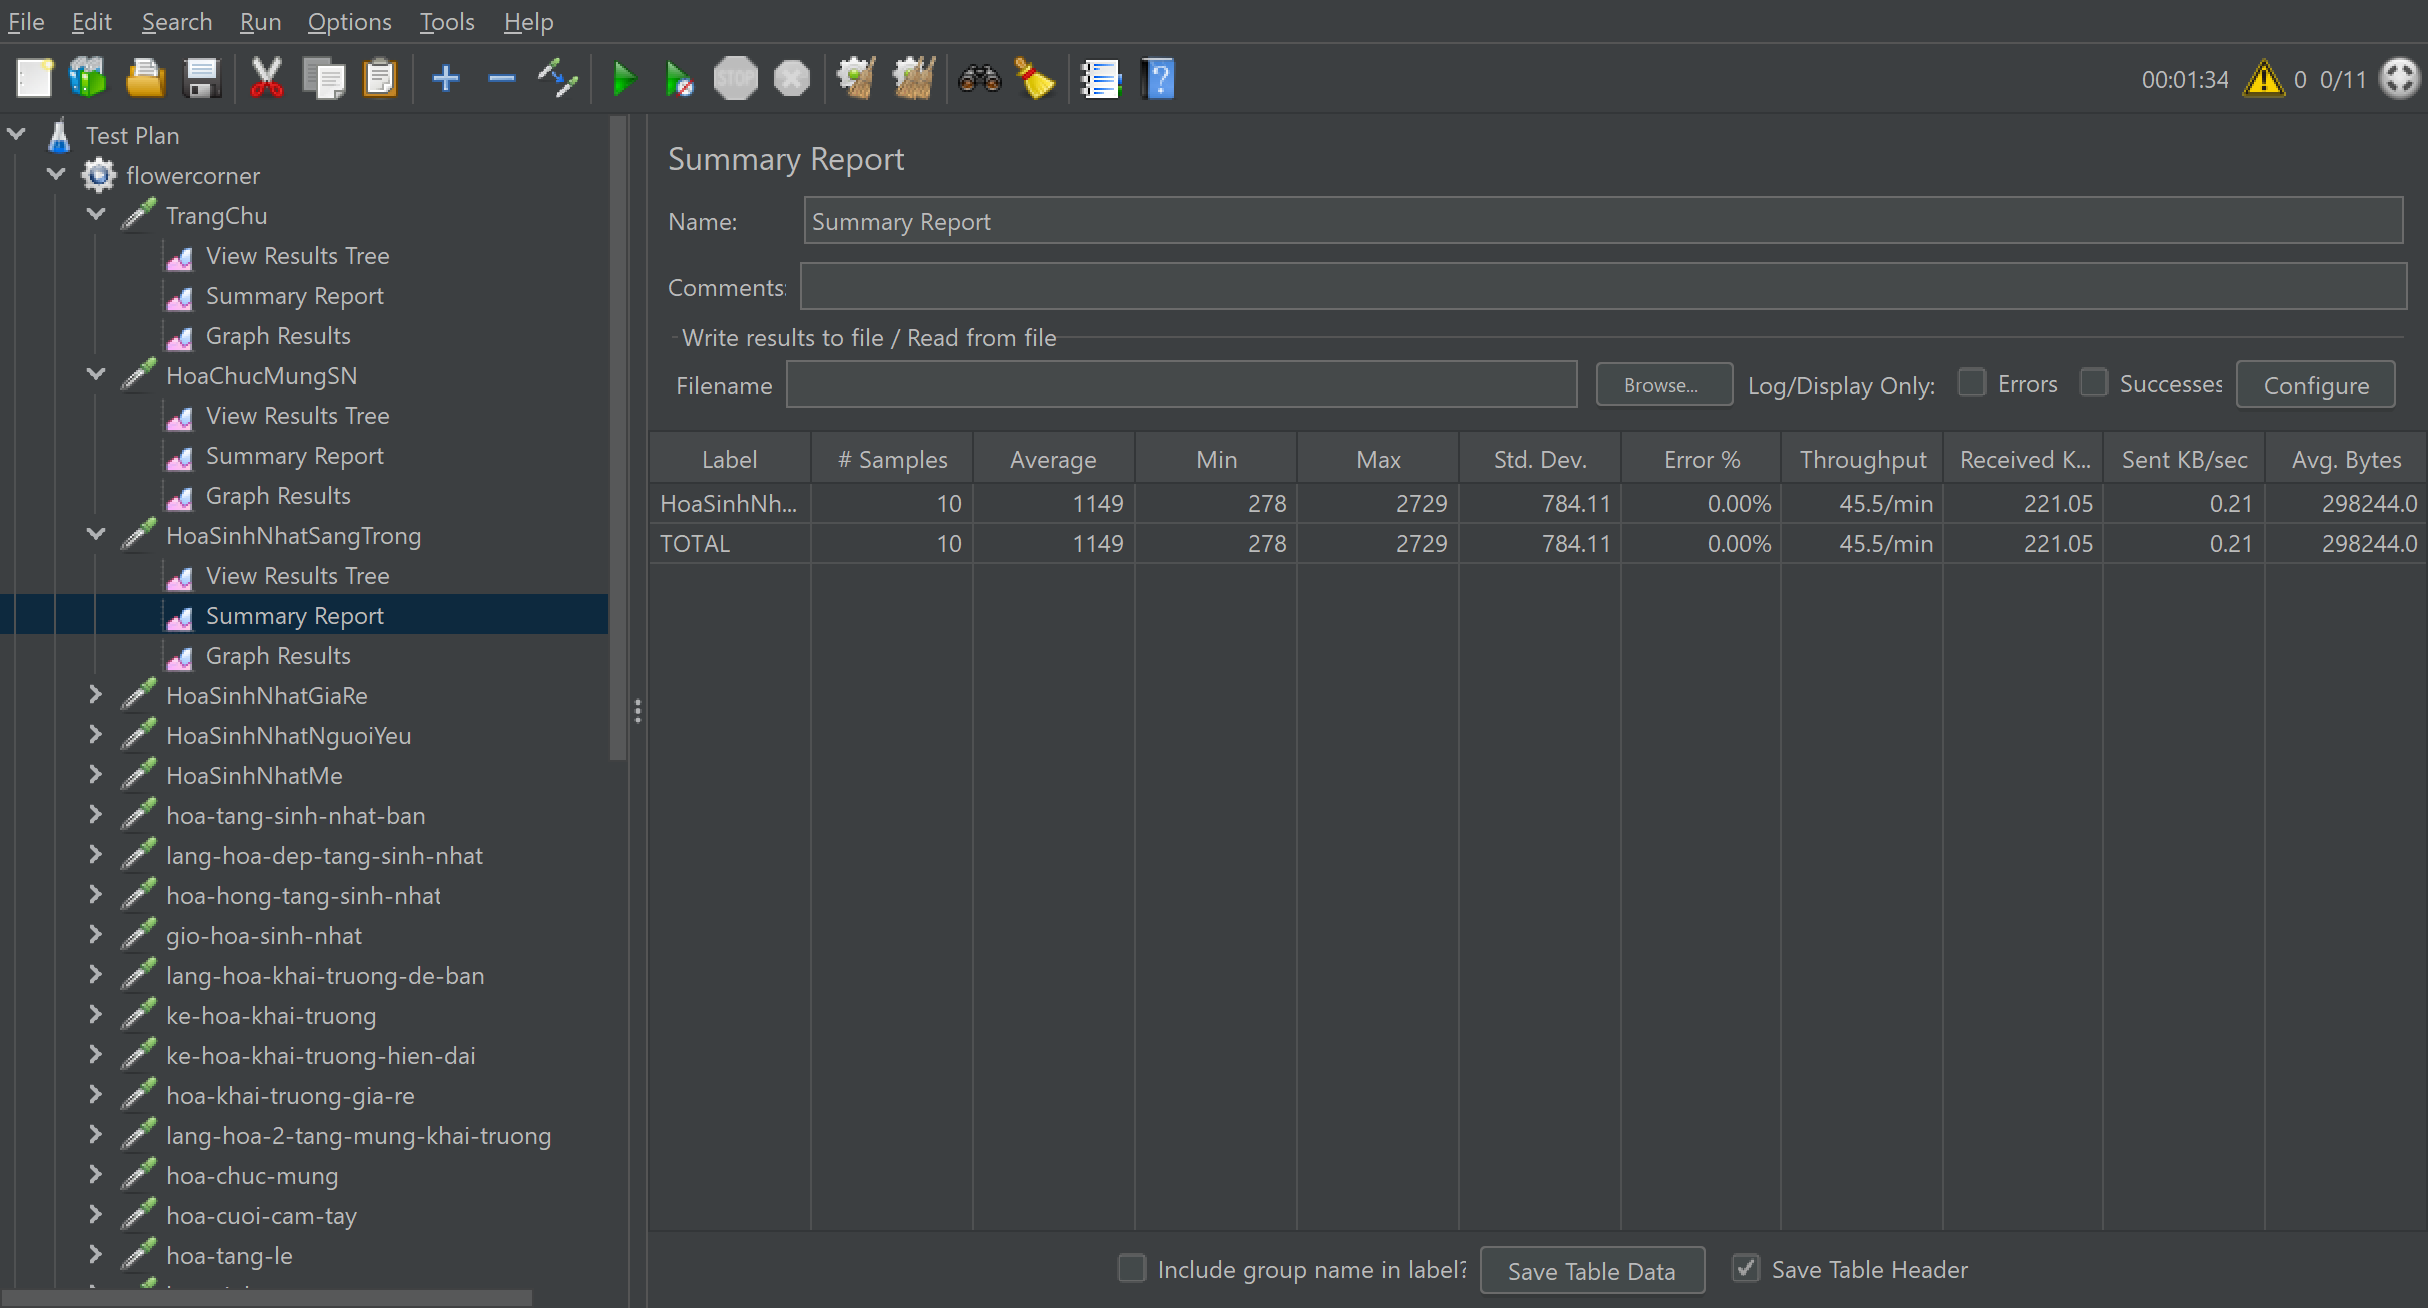 File Edit Search Run Options Tools Help
STOP
00:01:34 0 0/11
Test Plan
flowercorner
TrangChu
View Results Tree
Summary Report
Graph Results
HoaChucMungSN
View Results Tree
Summary Report
Graph Results
HoaSinhNhatSangTrong
View Results Tree
Summary Report
Graph Results
HoaSinhNhatGiaRe
HoaSinhNhatNguoiYeu
HoaSinhNhatMe
hoa-tang-sinh-nhat-ban
lang-hoa-dep-tang-sinh-nhat
hoa-hong-tang-sinh-nhat
gio-hoa-sinh-nhat
lang-hoa-khai-truong-de-ban
ke-hoa-khai-truong
ke-hoa-khai-truong-hien-dai
hoa-khai-truong-gia-re
lang-hoa-2-tang-mung-khai-truong
hoa-chuc-mung
hoa-cuoi-cam-tay
hoa-tang-le
Summary Report
Name: Summary Report
Comments:
Write results to file / Read from file
Filename Browse... Log/Display Only: Errors Successes Configure
Label # Samples Average Min Max Std. Dev. Error % Throughput Received K... Sent KB/sec Avg. Bytes
HoaSinhNh... 10 1149 278 2729 784.11 0.00% 45.5/min 221.05 0.21 298244.0
TOTAL 10 1149 278 2729 784.11 0.00% 45.5/min 221.05 0.21 298244.0
Include group name in label? Save Table Data Save Table Header